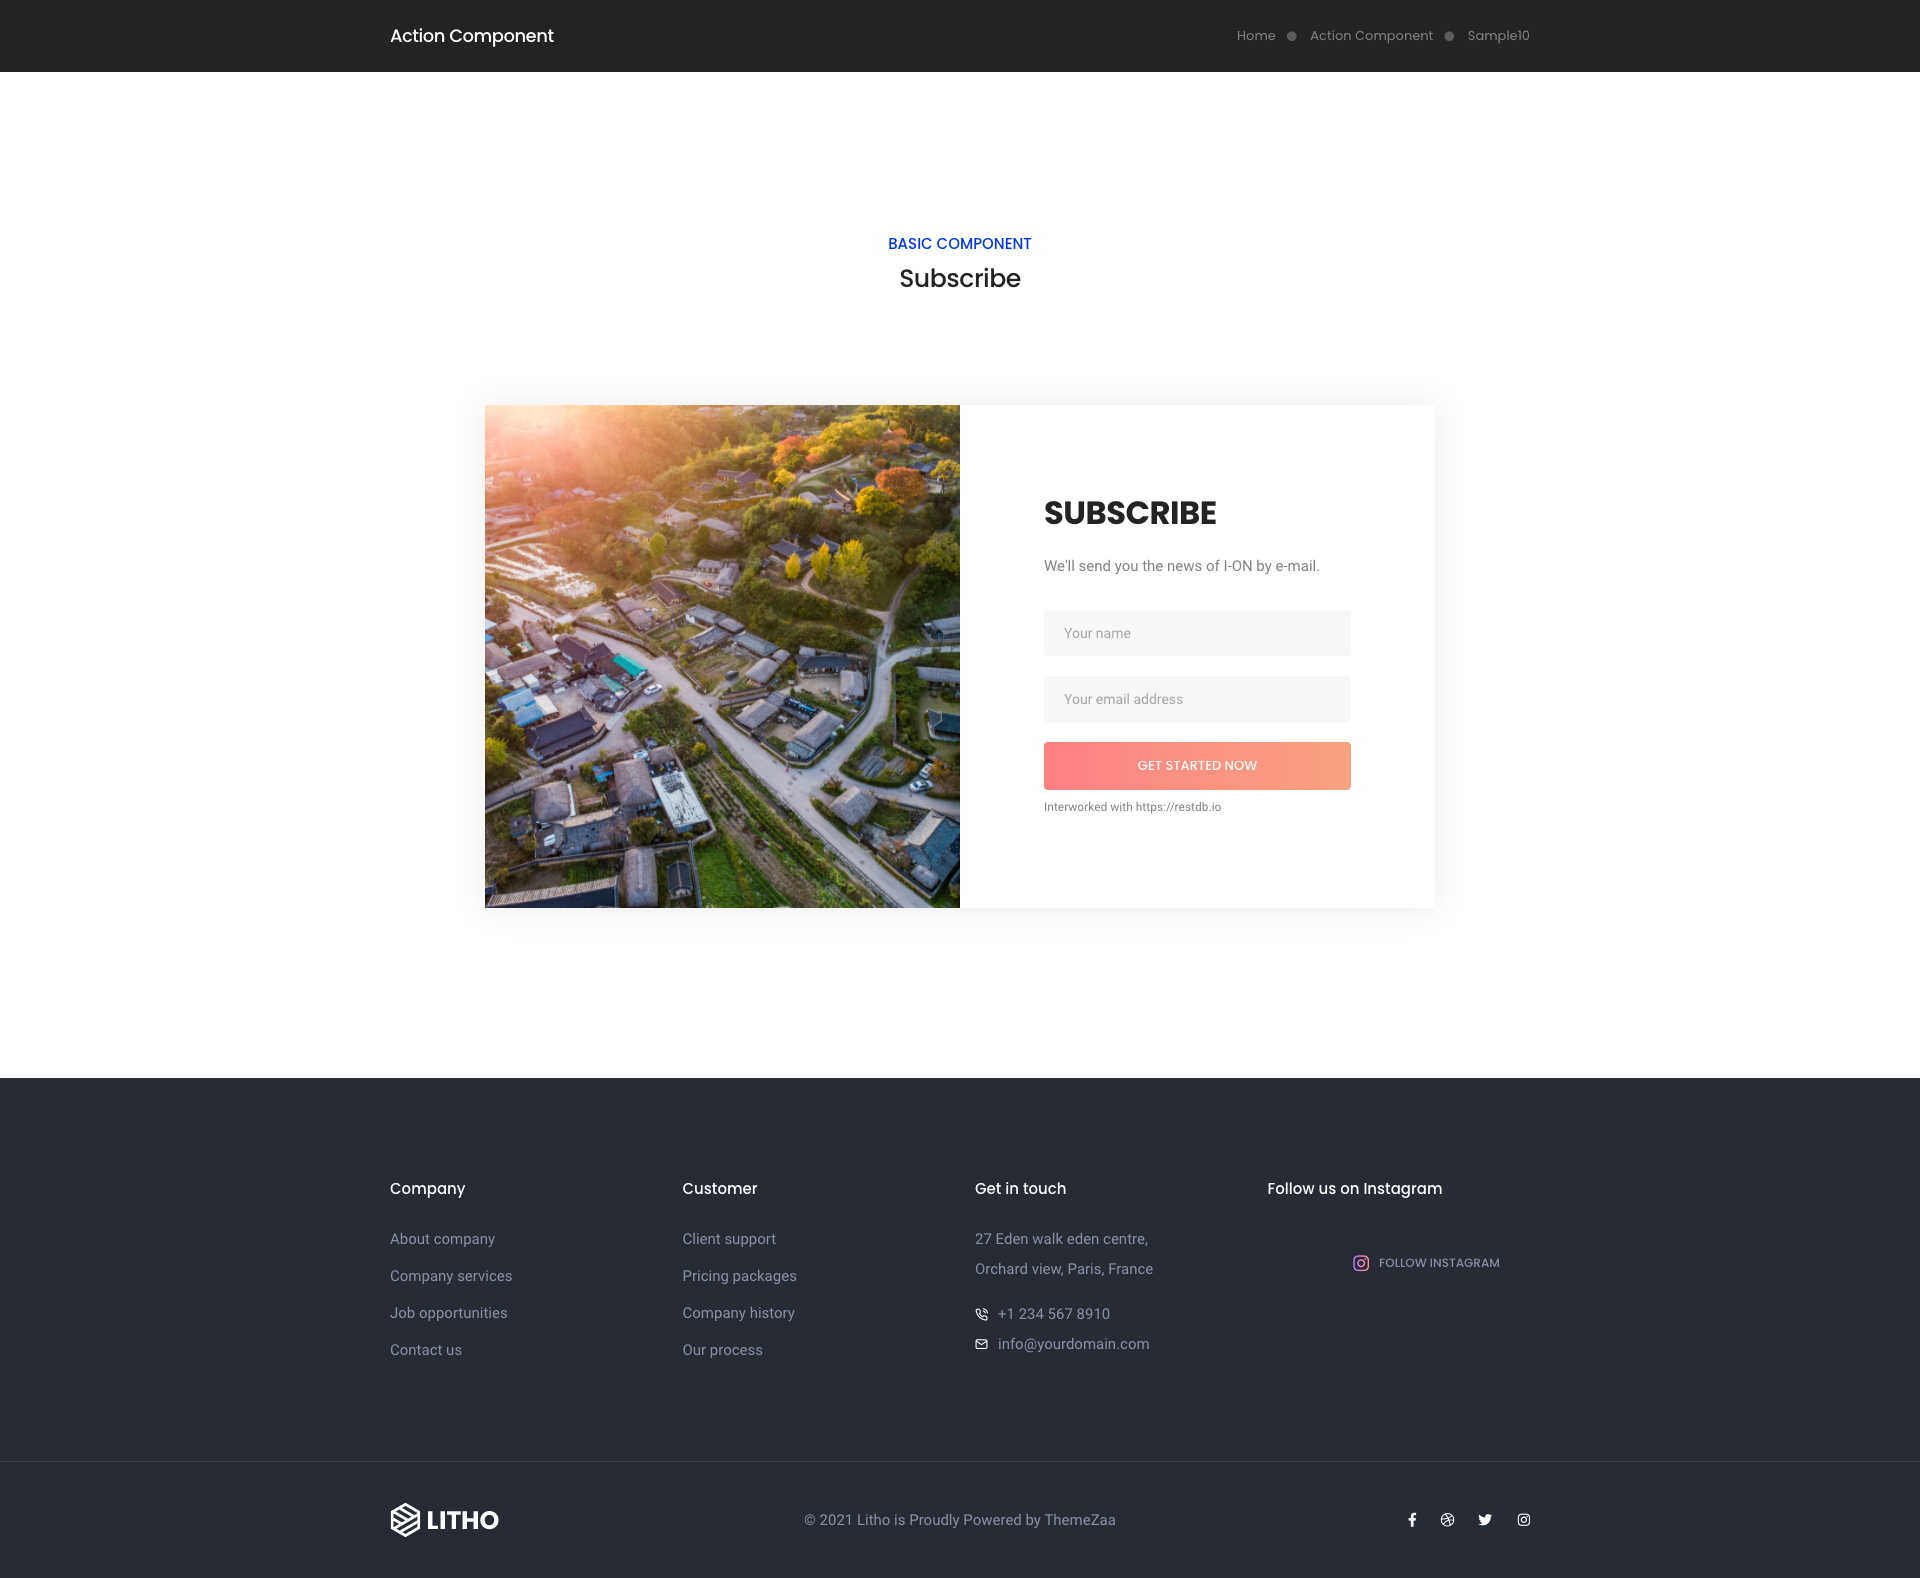 Action Component
Home Action Component Sample10
BASIC COMPONENT
Subscribe
SUBSCRIBE
We'll send you the news of I-ON by e-mail.
Your name
Your email address
GET STARTED NOW
Interworked with https://restdb.io
Company
About company
Company services
Job opportunities
Contact us
Customer
Client support
Pricing packages
Company history
Our process
Get in touch
27 Eden walk eden centre,
Orchard view, Paris, France
+1 234 567 8910
info@yourdomain.com
Follow us on Instagram
FOLLOW INSTAGRAM
LITHO
© 2021 Litho is Proudly Powered by ThemeZaa